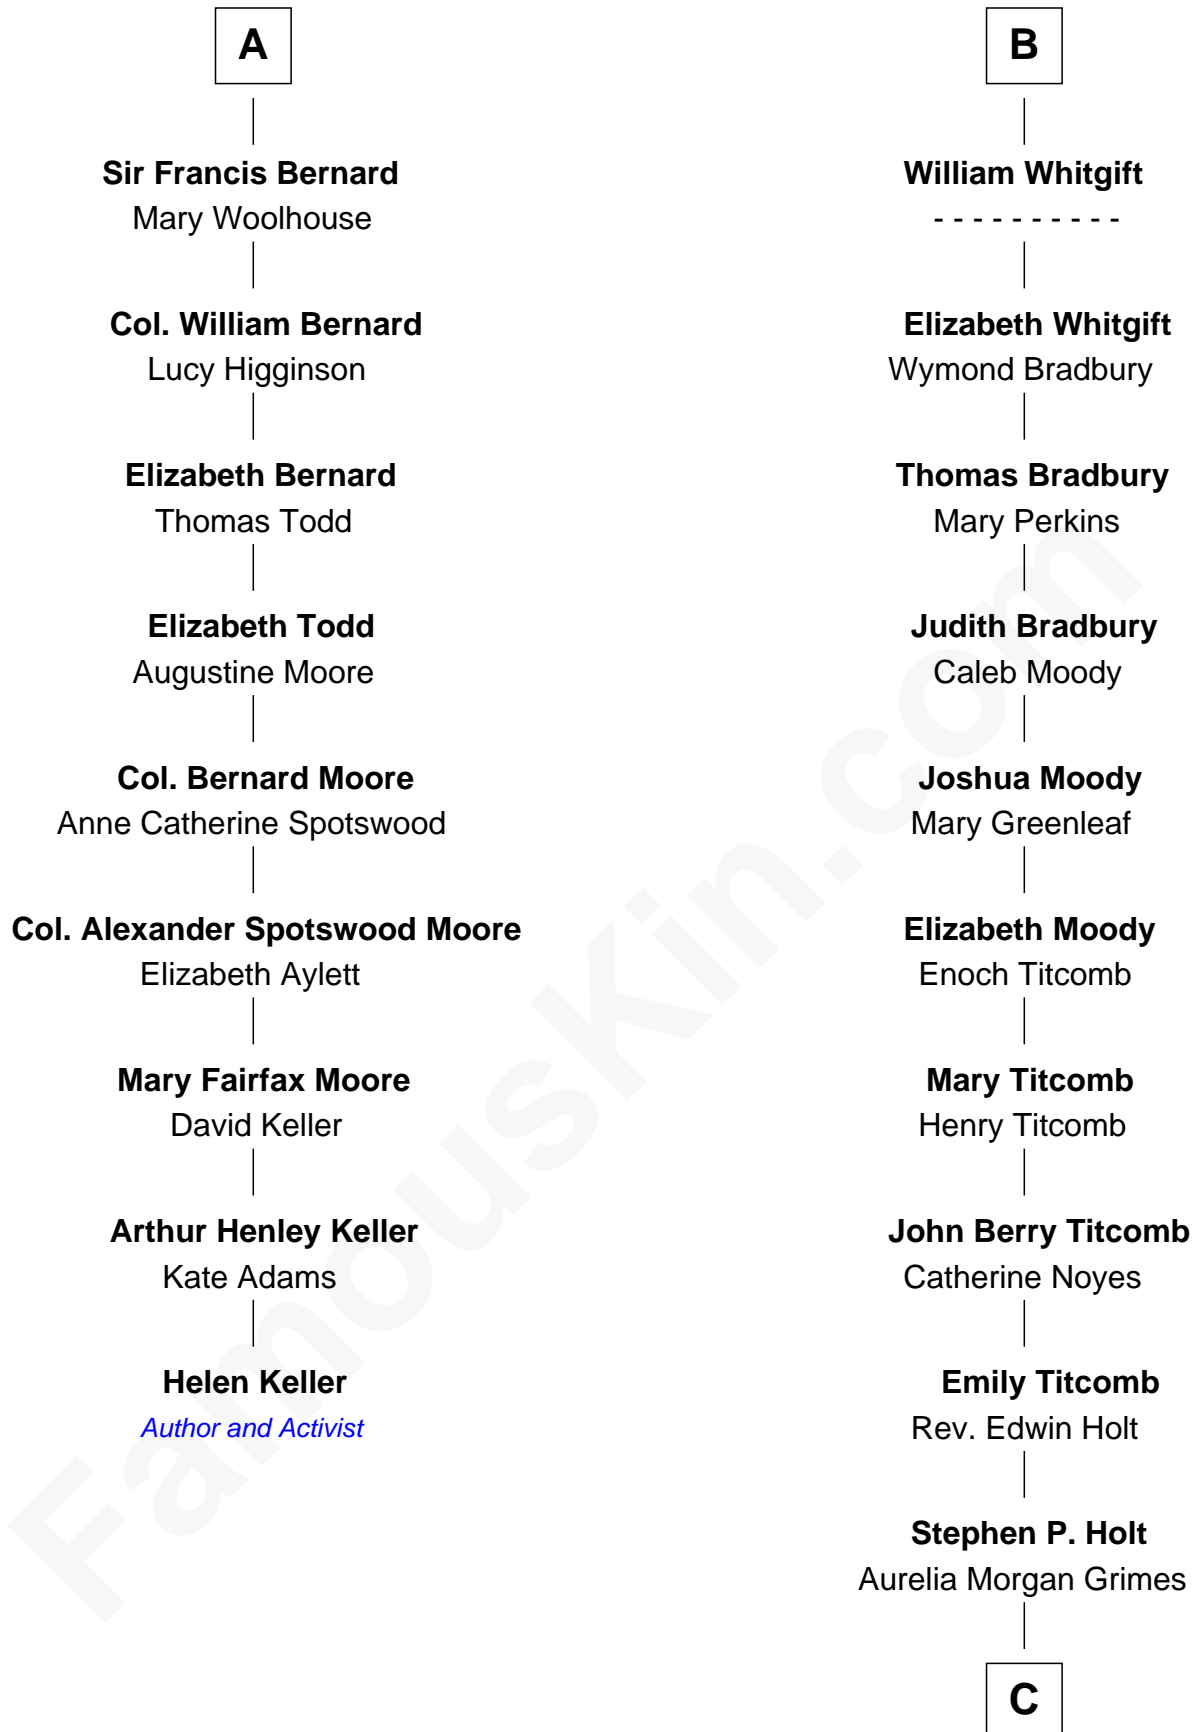 A
Sir Francis Bernard
Mary Woolhouse
Col. William Bernard
Lucy Higginson
Elizabeth Bernard
Thomas Todd
Elizabeth Todd
Augustine Moore
Col. Bernard Moore
Anne Catherine Spotswood
Col. Alexander Spotswood Moore
Elizabeth Aylett
Mary Fairfax Moore
David Keller
Arthur Henley Keller
Kate Adams
Helen Keller
Author and Activist
B
William Whitgift
- - - - - - - - - -
Elizabeth Whitgift
Wymond Bradbury
Thomas Bradbury
Mary Perkins
Judith Bradbury
Caleb Moody
Joshua Moody
Mary Greenleaf
Elizabeth Moody
Enoch Titcomb
Mary Titcomb
Henry Titcomb
John Berry Titcomb
Catherine Noyes
Emily Titcomb
Rev. Edwin Holt
Stephen P. Holt
Aurelia Morgan Grimes
C
FamousKin.com